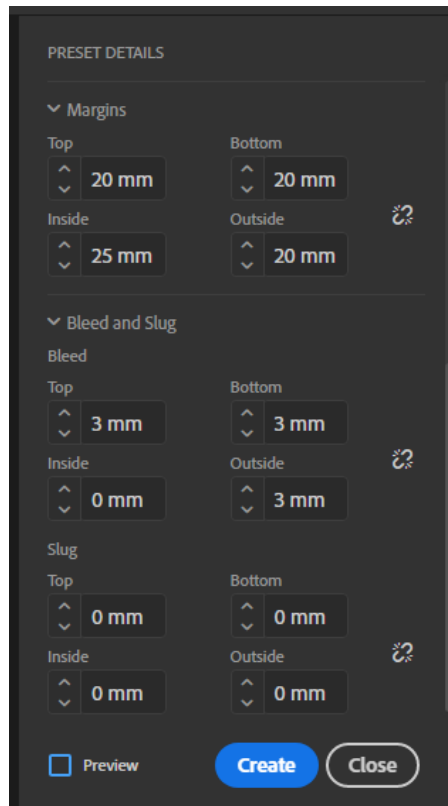 PRESET DETAILS
Margins
Top Bottom
20 mm 20 mm
Inside Outside
25 mm 20 mm
Bleed and Slug
Bleed
Top Bottom
3 mm 3 mm
Inside Outside
0 mm 3 mm
Slug
Top Bottom
0 mm 0 mm
Inside Outside
0 mm 0 mm
Preview Create Close